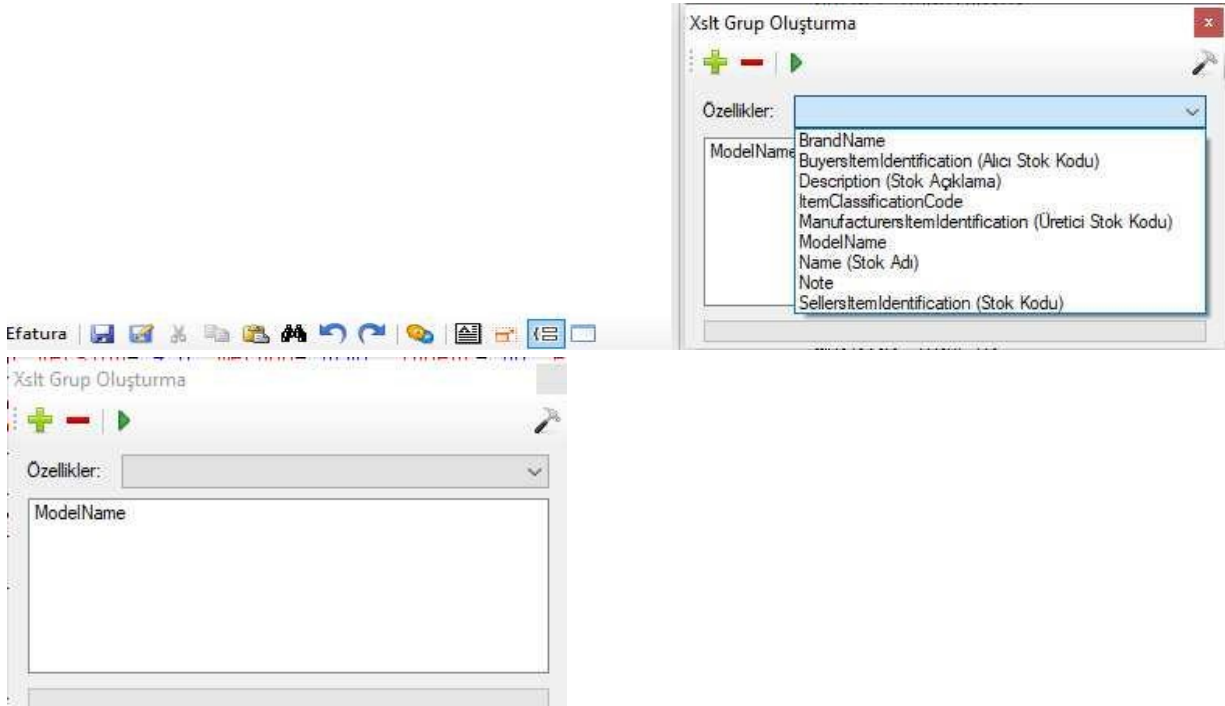 Xslt Grup Oluşturma
Özellikler:
ModelName
BrandName
BuyersItemIdentification (Alıcı Stok Kodu)
Description (Stok Açıklama)
ItemClassificationCode
ManufacturersItemIdentification (Üretici Stok Kodu)
ModelName
Name (Stok Adı)
Note
SellersItemIdentification (Stok Kodu)
Efatura
Xslt Grup Oluşturma
Özellikler:
ModelName